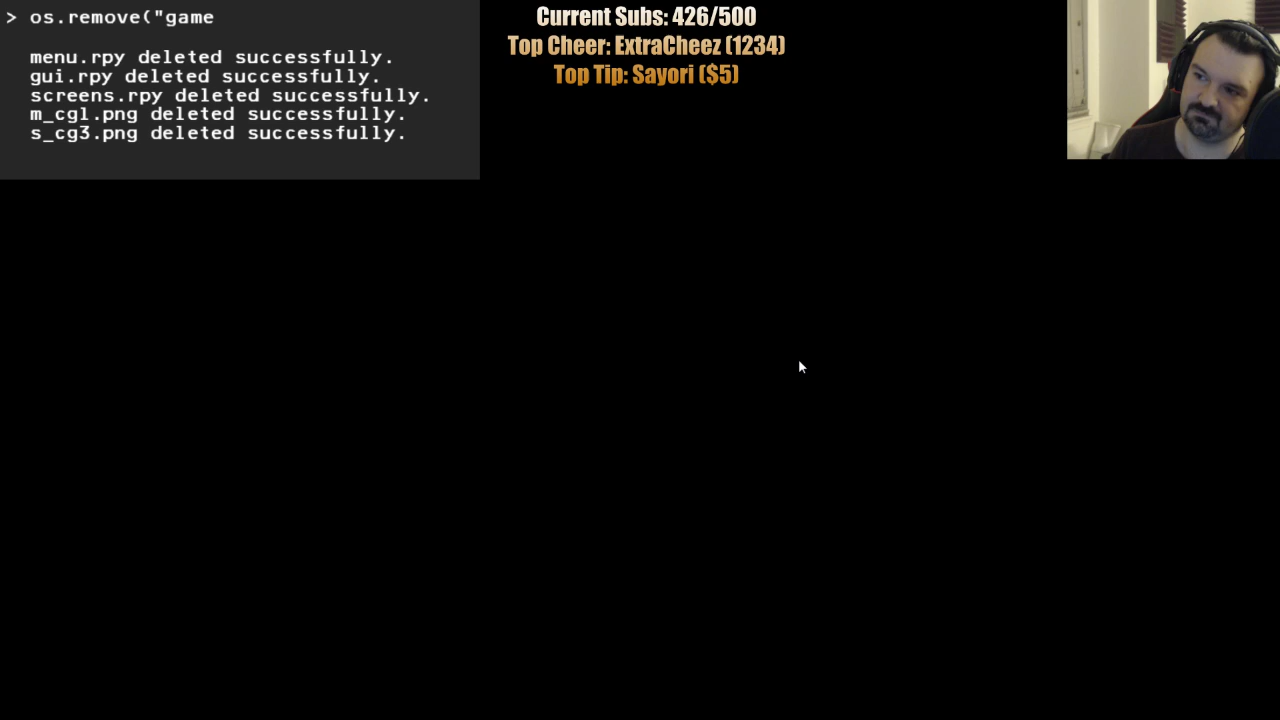 > os.remove("game
menu.rpy deleted successfully.
gui.rpy deleted successfully.
screens.rpy deleted successfully.
m_cg1.png deleted successfully.
s_cg3.png deleted successfully.
Current Subs: 426/500
Top Cheer: ExtraCheez (1234)
Top Tip: Sayori ($5)